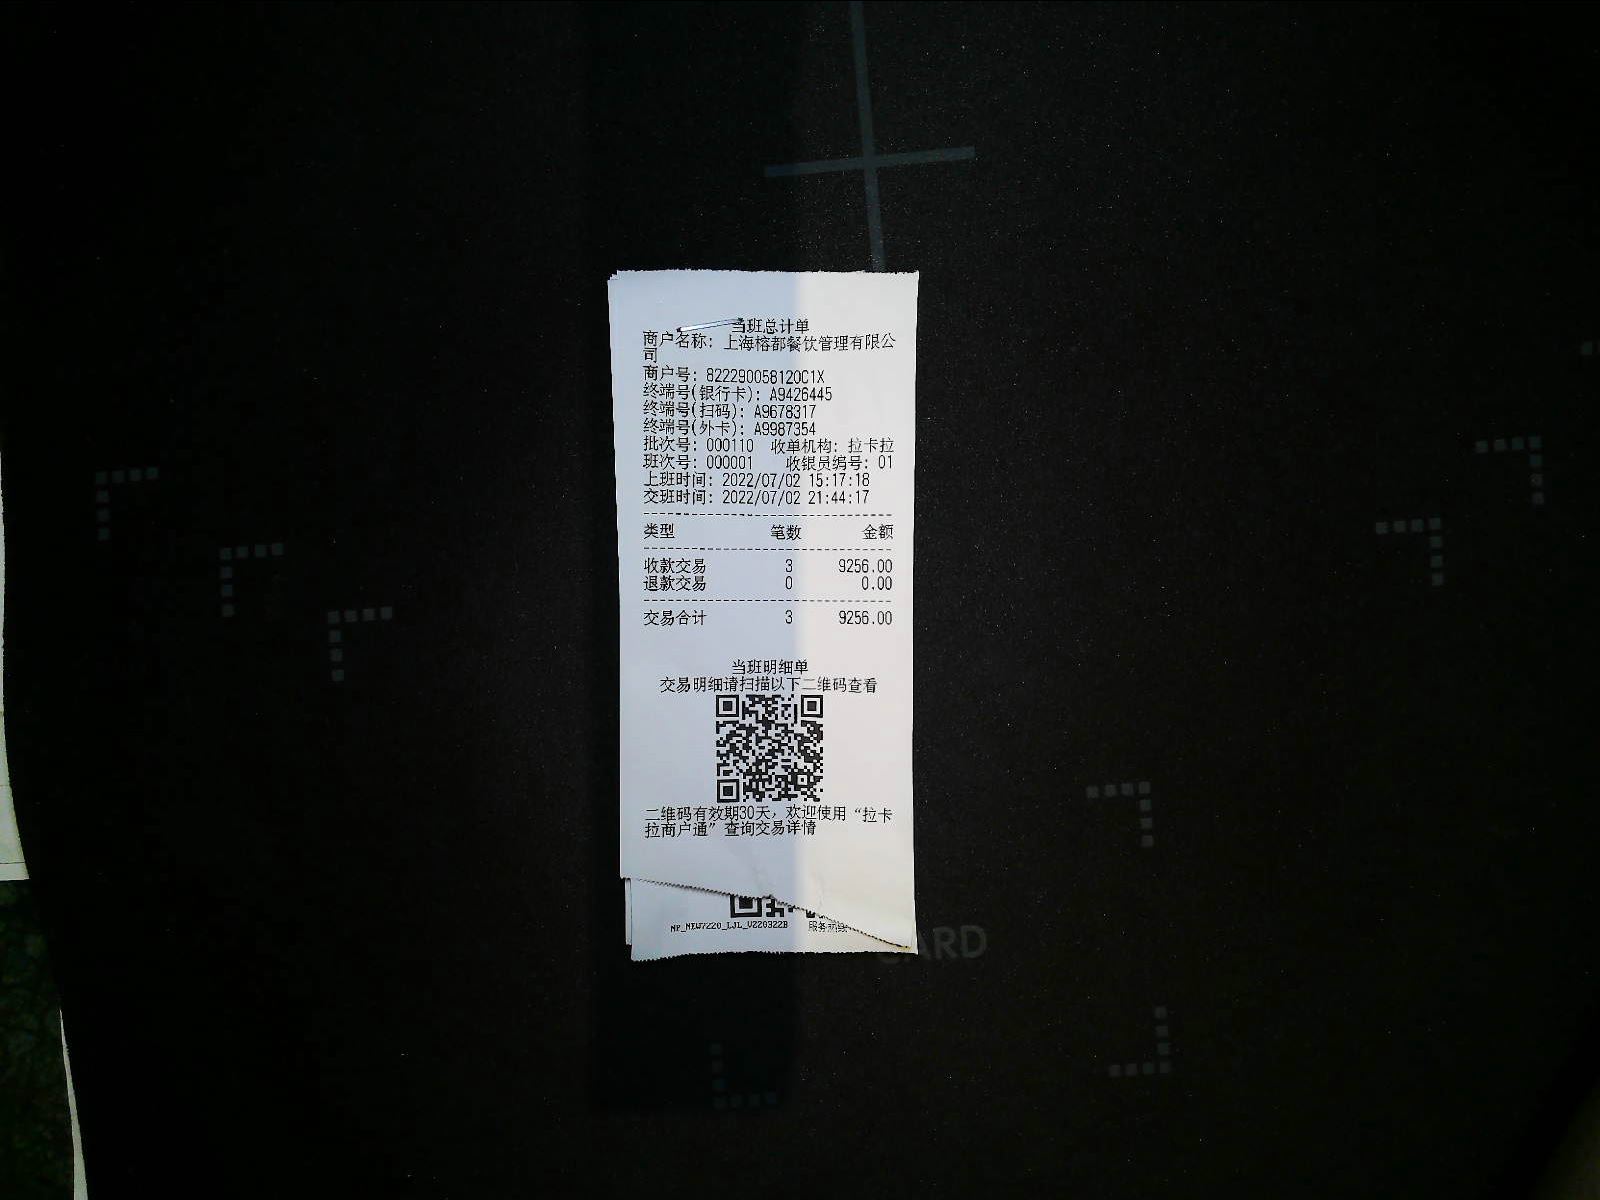 当班总计单
商户名称: 上海榕都餐饮管理有限公
司
商户号: 822290058120C1X
终端号(银行卡): A9426445
终端号(扫码): A9678317
终端号(外卡): A9987354
批次号: 000110 收单机构: 拉卡拉
班次号: 000001 收银员编号: 01
上班时间: 2022/07/02 15:17:18
交班时间: 2022/07/02 21:44:17
类型 笔数 金额
收款交易 3 9256.00
退款交易 0 0.00
交易合计 3 9256.00
当班明细单
交易明细请扫描以下二维码查看
二维码有效期30天, 欢迎使用“拉卡
拉商户通”查询交易详情
NP_NEW7220_LJL_V220322B 服务热线
CARD